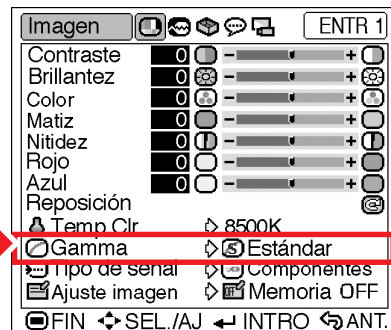 Imagen ENTR 1
Contraste 0 - +
Brillantez 0 - +
Color 0 - +
Matiz 0 - +
Nitidez 0 - +
Rojo 0 - +
Azul 0 - +
Reposición
Temp Clr 8500K
Gamma S Estándar
Tipo de señal Componentes
Ajuste imagen OFF Memoria OFF
FIN SEL./AJ INTRO ANT